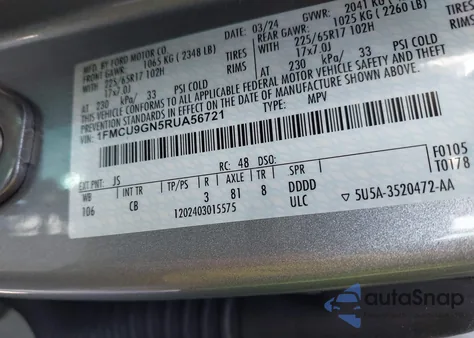 MFD. BY FORD MOTOR CO.
03/24 GVWR: 2041 KG
FRONT GAWR: 1065 KG ( 2348 LB) REAR GAWR: 1025 KG ( 2260 LB)
225/65R17 102H TIRES 225/65R17 102H TIRES
17x7.0J RIMS 17x7.0J RIMS
AT 230 kPa/ 33 PSI COLD AT 230 kPa/ 33 PSI COLD
THIS VEHICLE CONFORMS TO ALL APPLICABLE FEDERAL MOTOR VEHICLE SAFETY, BUMPER, AND THEFT PREVENTION
STANDARDS IN EFFECT ON THE DATE OF MANUFACTURE SHOWN ABOVE.
VIN: 1FMCU9GN5RUA56721 TYPE: MPV
F0105
T0178
EXT PNT: JS RC: 48 DSO:
WB INT TR TP/PS R AXLE TR SPR
106 CB 3 81 8 DDDD
1202403015575 ULC
5U5A-3520472-AA
autoSnap